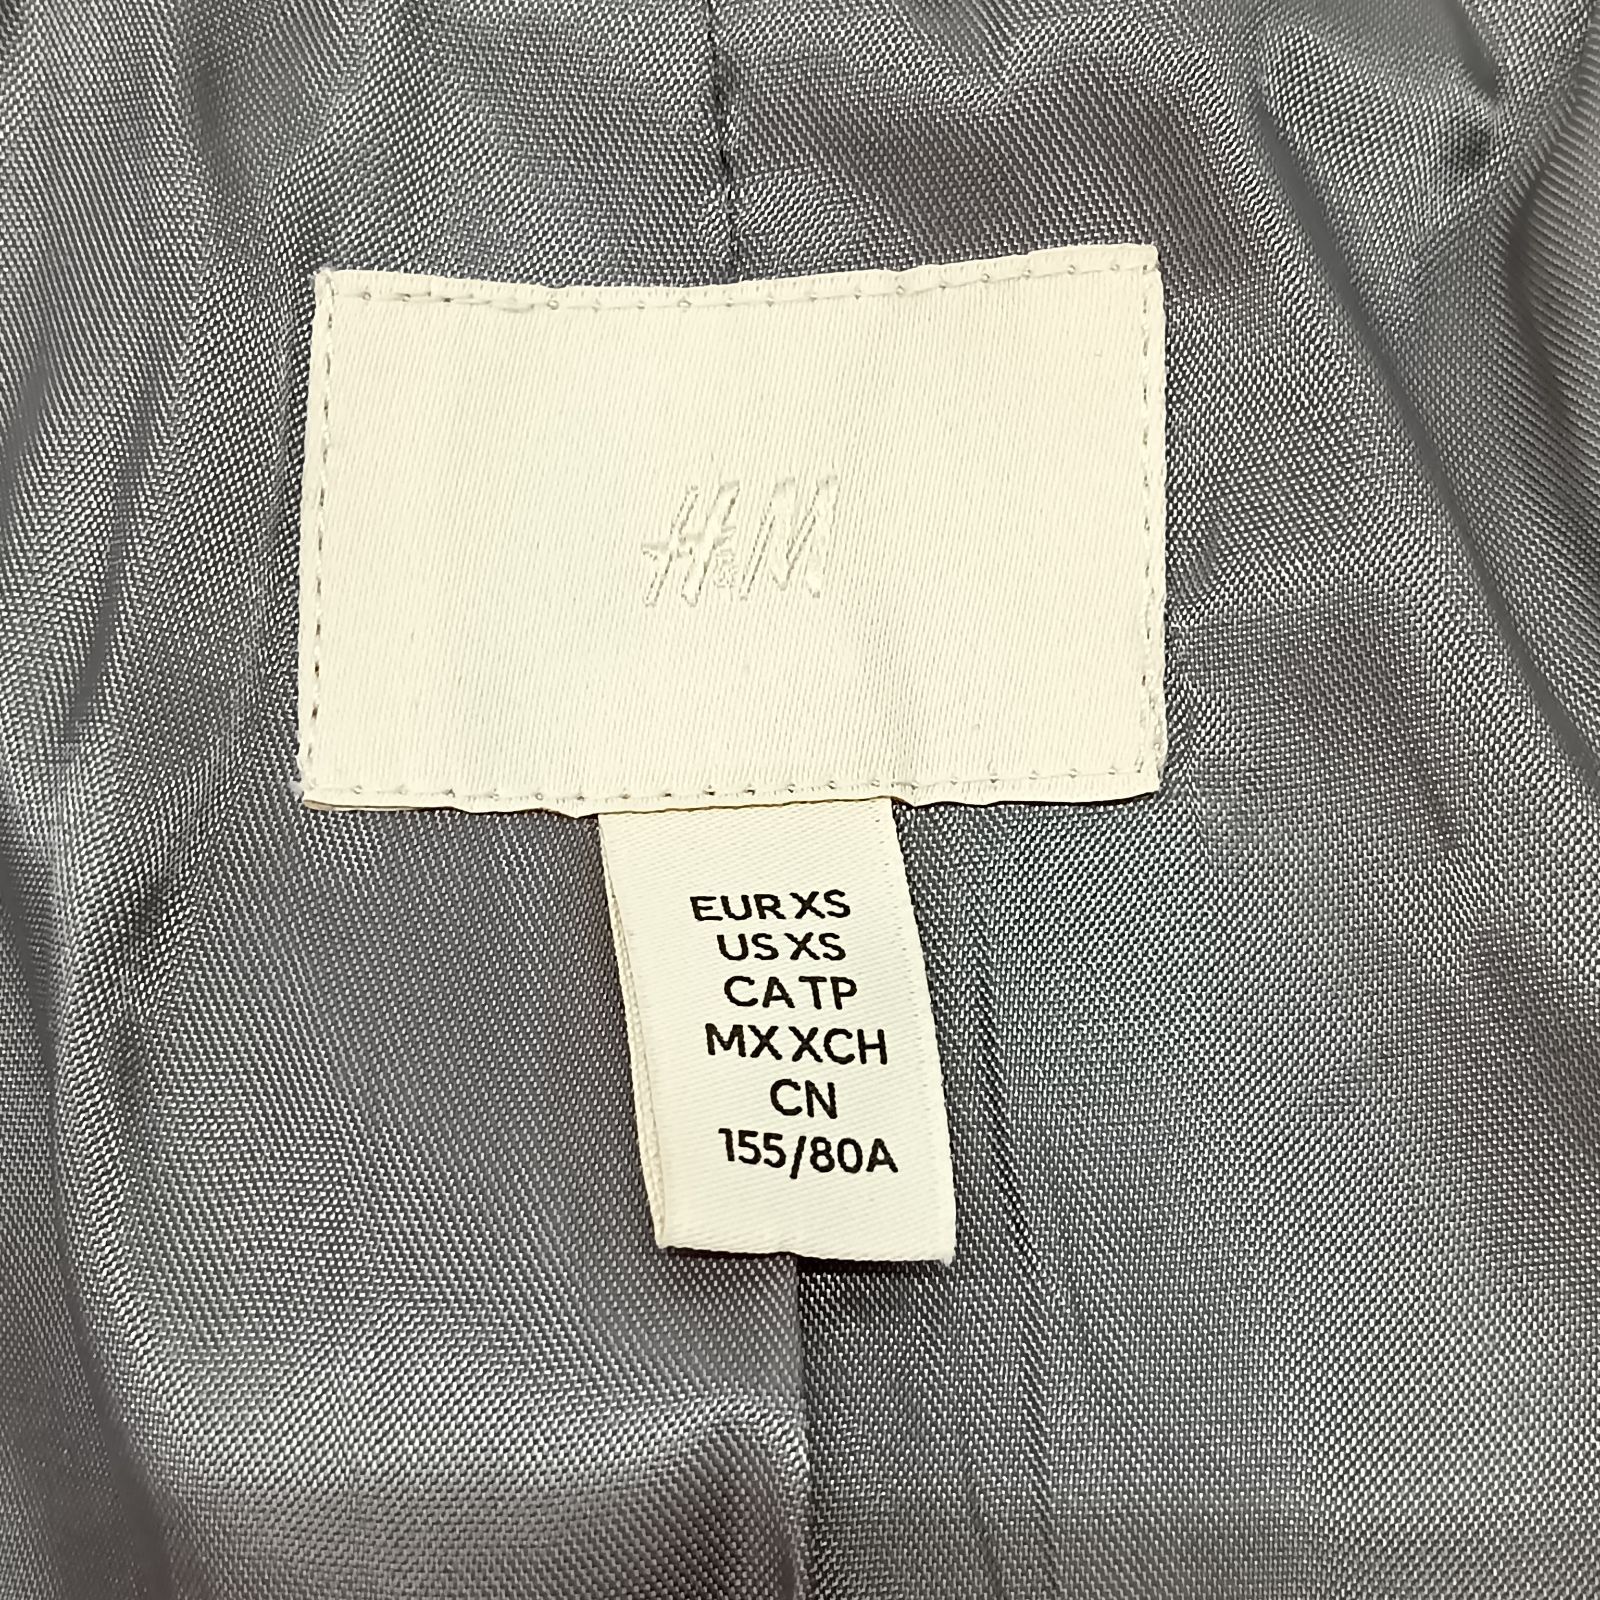 H&M
EUR XS
US XS
CA TP
MX XCH
CN
155/80A